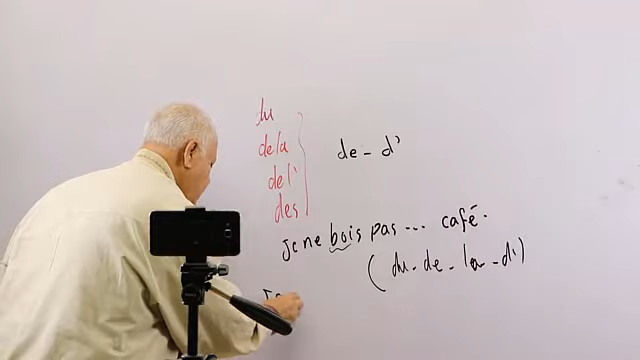 du
de la
de l'
des
de - d'
je ne bois pas ... café.
( du - de - la - d' )